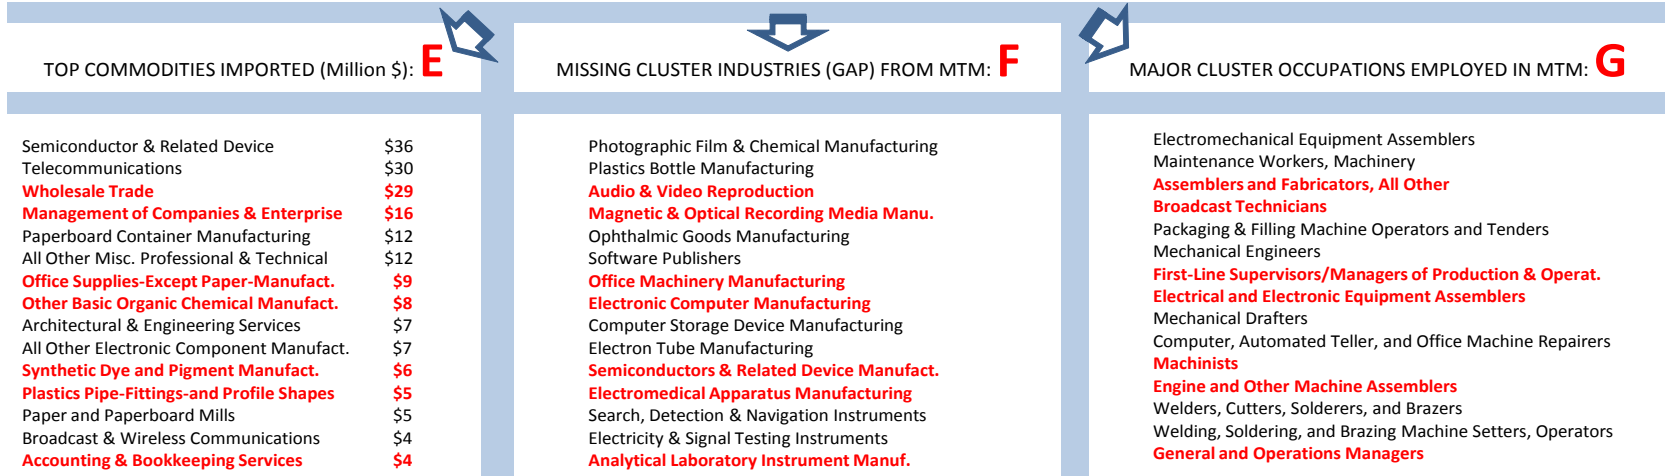 TOP COMMODITIES IMPORTED (Million $): E
Semiconductor & Related Device $36
Telecommunications $30
Wholesale Trade $29
Management of Companies & Enterprise $16
Paperboard Container Manufacturing $12
All Other Misc. Professional & Technical $12
Office Supplies-Except Paper-Manufact. $9
Other Basic Organic Chemical Manufact. $8
Architectural & Engineering Services $7
All Other Electronic Component Manufact. $7
Synthetic Dye and Pigment Manufact. $6
Plastics Pipe-Fittings-and Profile Shapes $5
Paper and Paperboard Mills $5
Broadcast & Wireless Communications $4
Accounting & Bookkeeping Services $4
MISSING CLUSTER INDUSTRIES (GAP) FROM MTM: F
Photographic Film & Chemical Manufacturing
Plastics Bottle Manufacturing
Audio & Video Reproduction
Magnetic & Optical Recording Media Manu.
Ophthalmic Goods Manufacturing
Software Publishers
Office Machinery Manufacturing
Electronic Computer Manufacturing
Computer Storage Device Manufacturing
Electron Tube Manufacturing
Semiconductors & Related Device Manufact.
Electromedical Apparatus Manufacturing
Search, Detection & Navigation Instruments
Electricity & Signal Testing Instruments
Analytical Laboratory Instrument Manuf.
MAJOR CLUSTER OCCUPATIONS EMPLOYED IN MTM: G
Electromechanical Equipment Assemblers
Maintenance Workers, Machinery
Assemblers and Fabricators, All Other
Broadcast Technicians
Packaging & Filling Machine Operators and Tenders
Mechanical Engineers
First-Line Supervisors/Managers of Production & Operat.
Electrical and Electronic Equipment Assemblers
Mechanical Drafters
Computer, Automated Teller, and Office Machine Repairers
Machinists
Engine and Other Machine Assemblers
Welders, Cutters, Solderers, and Brazers
Welding, Soldering, and Brazing Machine Setters, Operators
General and Operations Managers